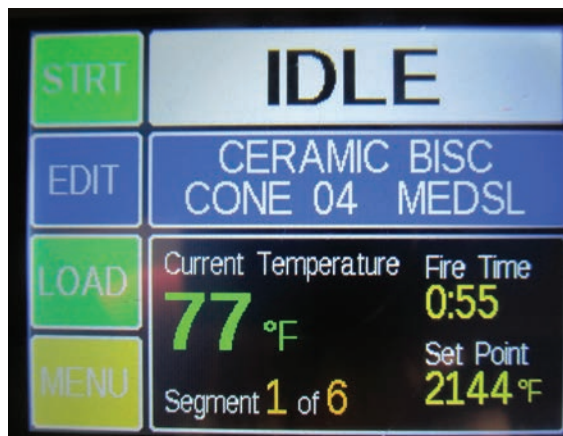 STRT
IDLE
EDIT
CERAMIC BISC
CONE 04 MEDSL
LOAD
Current Temperature
77 °F
Fire Time
0:55
MENU
Segment 1 of 6
Set Point
2144 °F